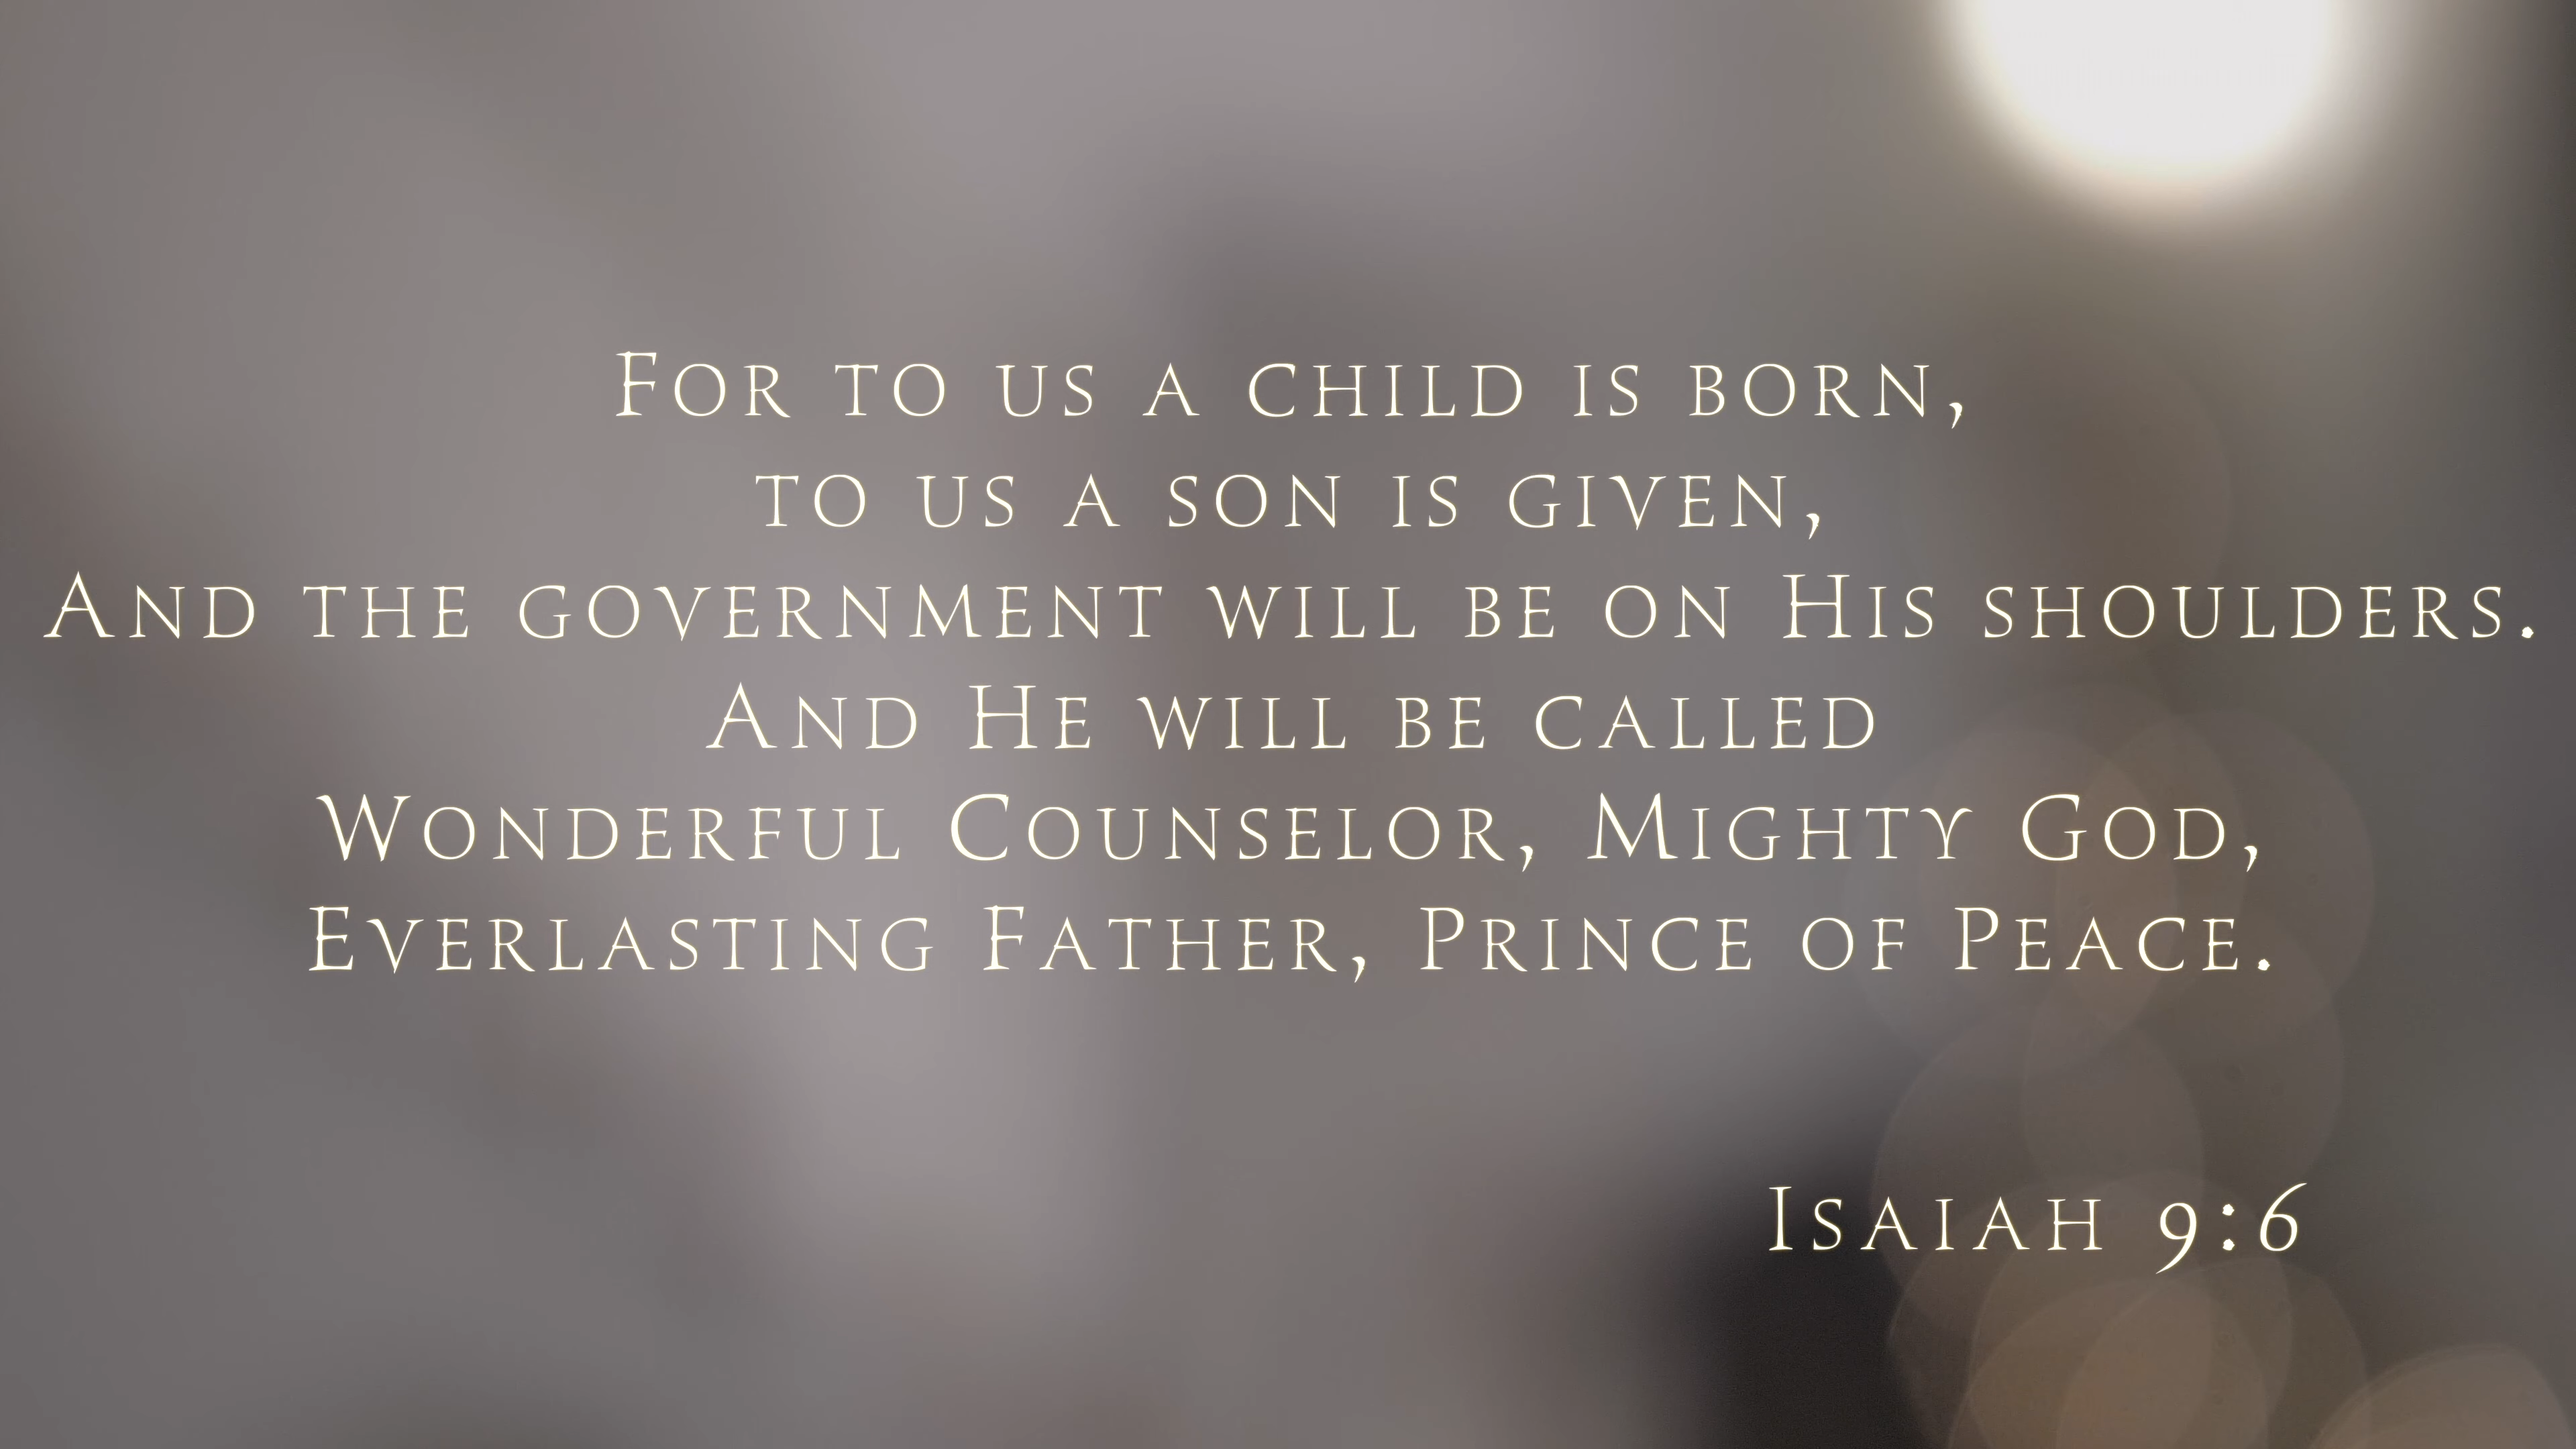 For to us a child is born,
to us a son is given,
And the government will be on His shoulders.
And He will be called
Wonderful Counselor, Mighty God,
Everlasting Father, Prince of Peace.
Isaiah 9:6